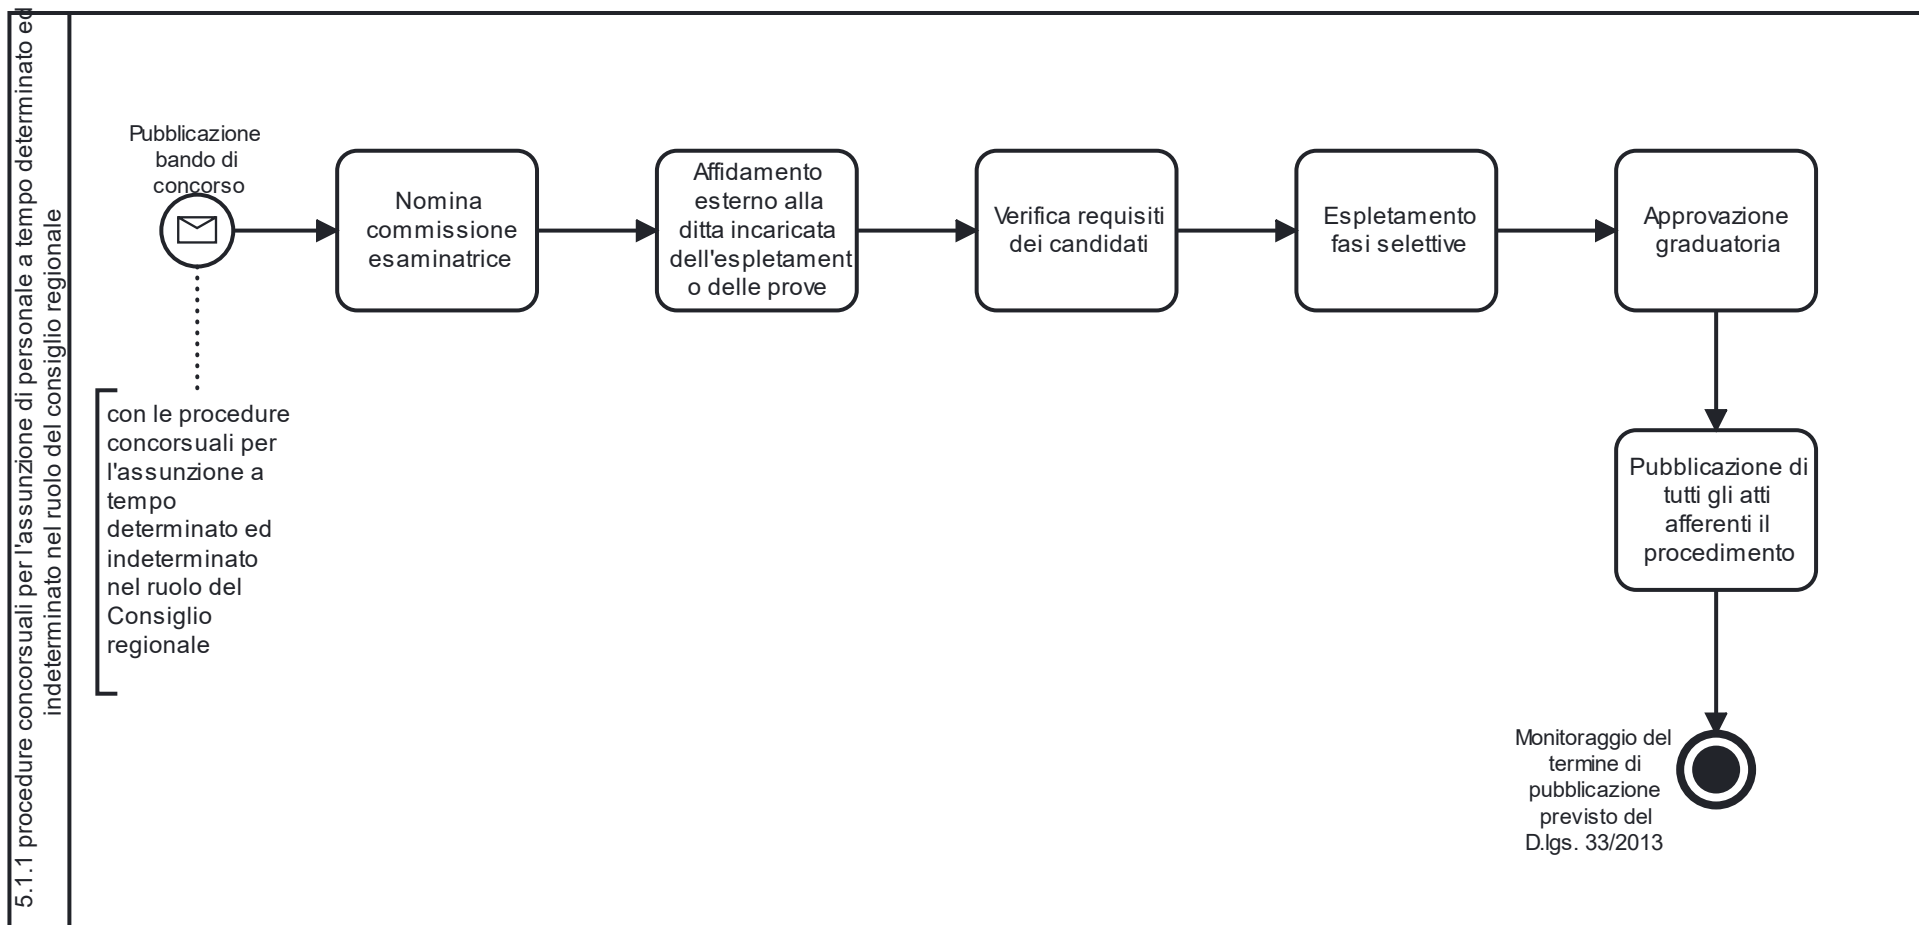 5.1.1 procedure concorsuali per l'assunzione di personale a tempo determinato ed
indeterminato nel ruolo del consiglio regionale
Pubblicazione
bando di
concorso
con le procedure
concorsuali per
l'assunzione a
tempo
determinato ed
indeterminato
nel ruolo del
Consiglio
regionale
Nomina
commissione
esaminatrice
Affidamento
esterno alla
ditta incaricata
dell'espletament
o delle prove
Verifica requisiti
dei candidati
Espletamento
fasi selettive
Approvazione
graduatoria
Pubblicazione di
tutti gli atti
afferenti il
procedimento
Monitoraggio del
termine di
pubblicazione
previsto del
D.lgs. 33/2013